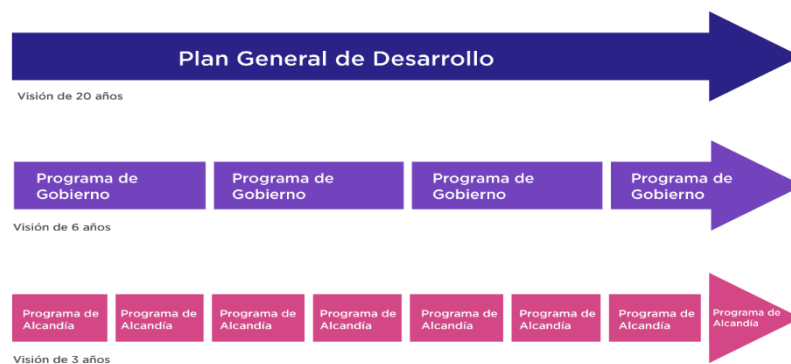 Plan General de Desarrollo
Visión de 20 años
Programa de
Gobierno
Programa de
Gobierno
Programa de
Gobierno
Programa de
Gobierno
Visión de 6 años
Programa de
Alcandía
Programa de
Alcandía
Programa de
Alcandía
Programa de
Alcandía
Programa de
Alcandía
Programa de
Alcandía
Programa de
Alcandía
Programa de
Alcandía
Visión de 3 años